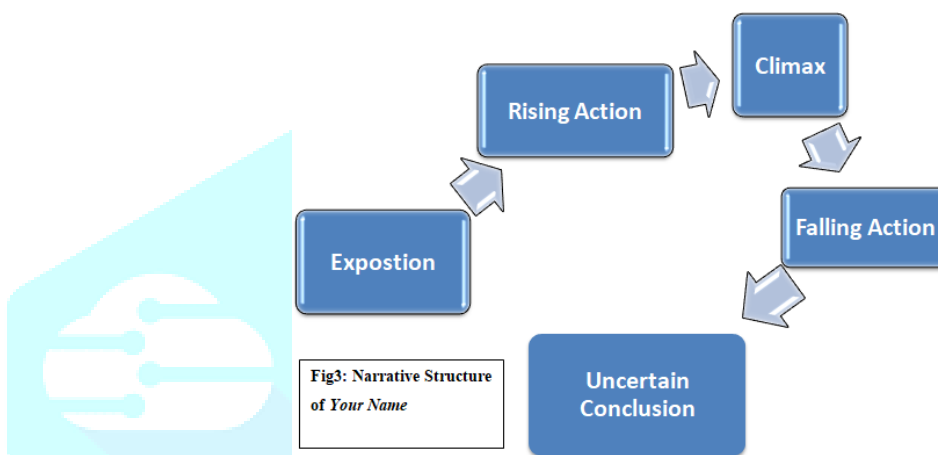 Expostion
Rising Action
Climax
Falling Action
Uncertain
Conclusion
Fig3: Narrative Structure
of Your Name